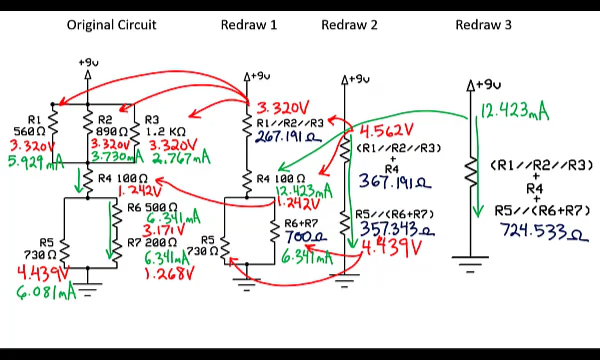 Original Circuit
Redraw 1
Redraw 2
Redraw 3
+9v
R1
560Ω
3.320V
5.929mA
R2
890Ω
3.320V
3.730mA
R3
1.2 KΩ
3.320V
2.767mA
R4 100Ω
1.242V
R6 500Ω
6.341mA
3.171V
R7 200Ω
6.341mA
1.268V
R5
730Ω
4.439V
6.081mA
+9v
3.320V
R1//R2//R3
267.191Ω
R4 100Ω
12.423mA
1.242V
R6+R7
700Ω
6.341mA
R5
730Ω
+9v
4.562V
(R1//R2//R3)
+
R4
367.191Ω
R5//(R6+R7)
357.343Ω
4.439V
+9v
12.423mA
(R1//R2//R3)
+
R4
+
R5//(R6+R7)
724.533Ω